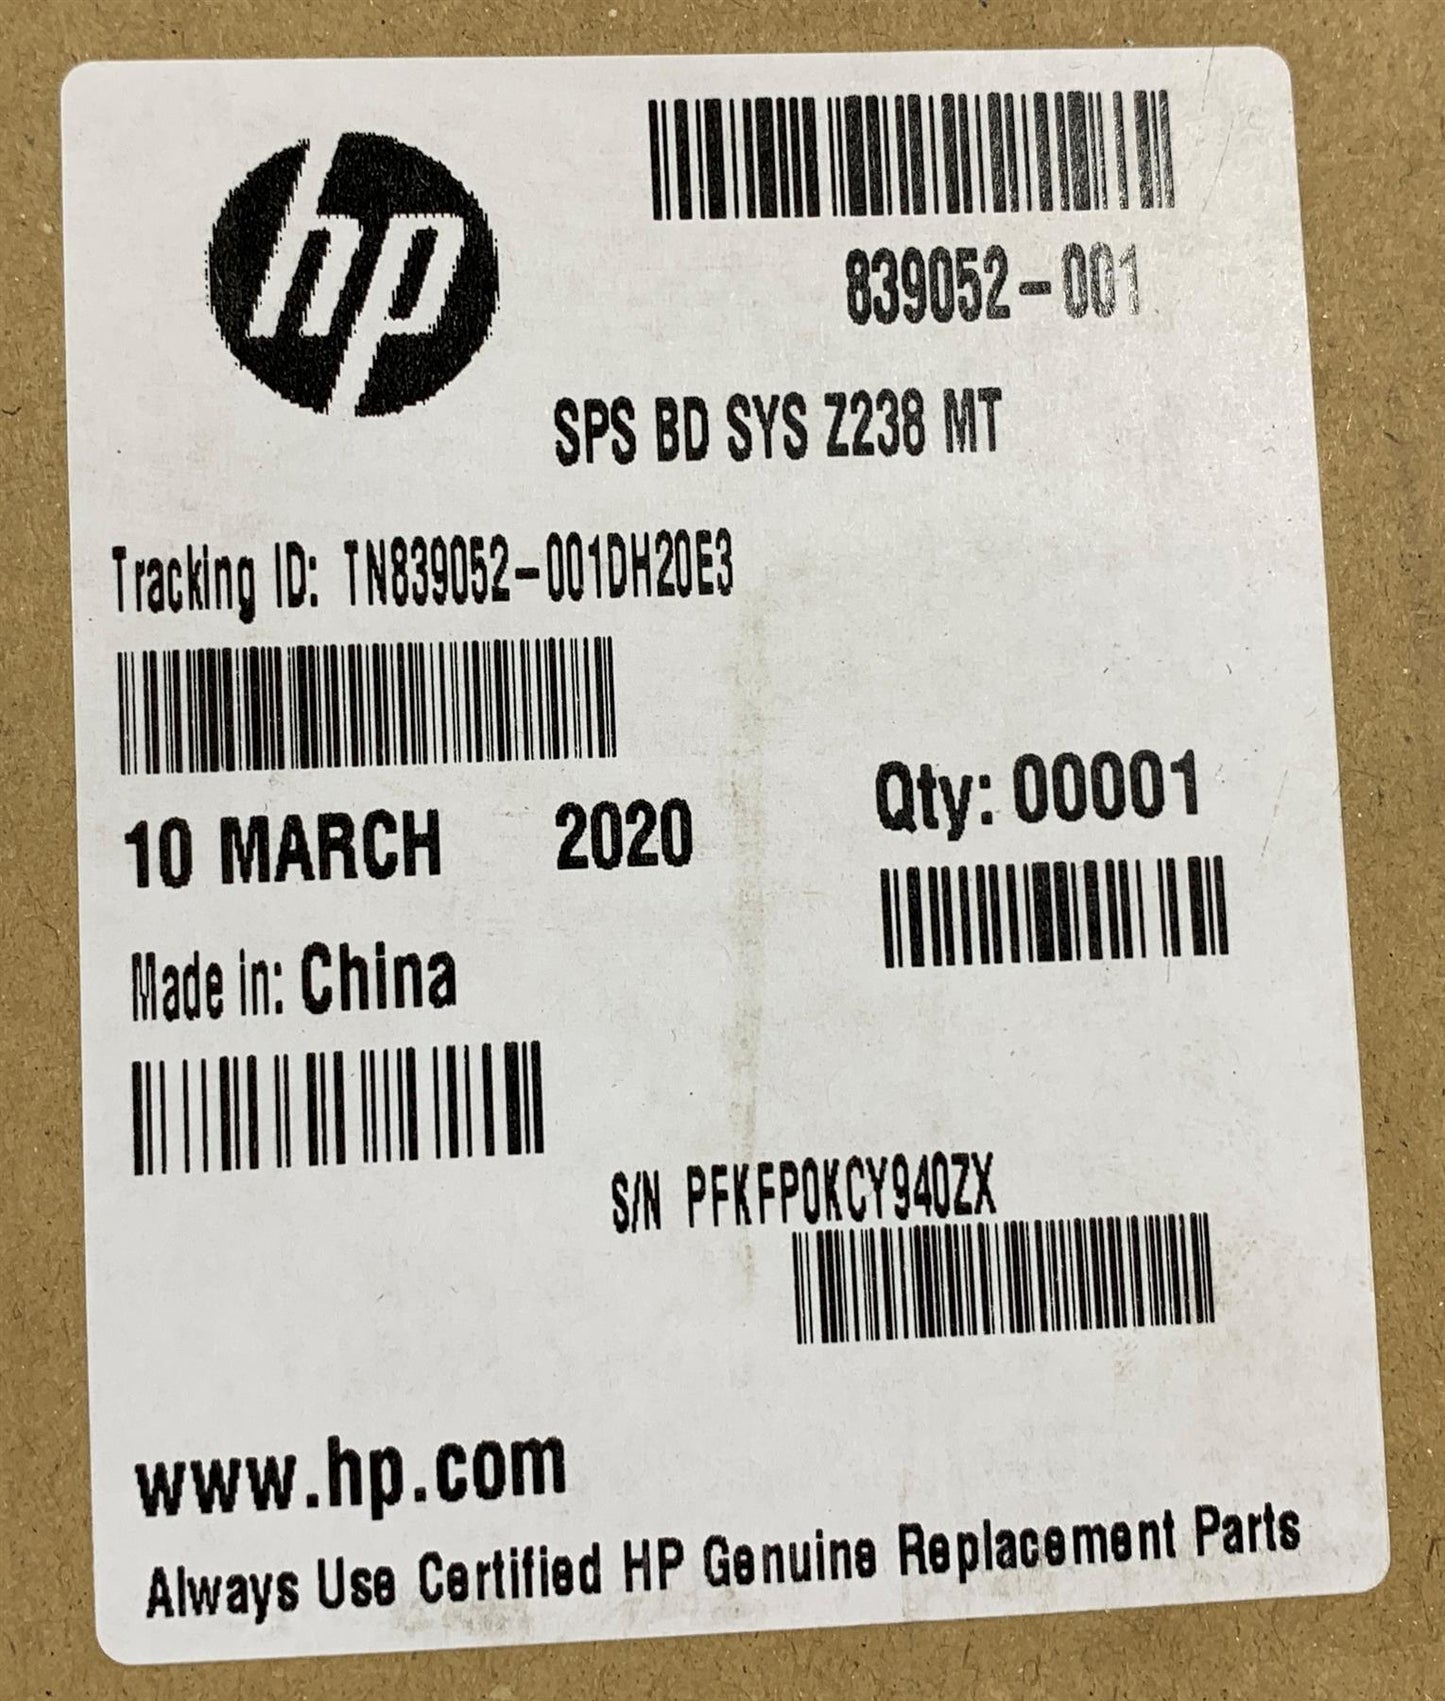 hp
839052-001
SPS BD SYS Z238 MT
Tracking ID: TN839052-001DH20E3
10 MARCH 2020
Qty: 00001
Made in: China
S/N PFKFP0KCY940ZX
www.hp.com
Always Use Certified HP Genuine Replacement Parts